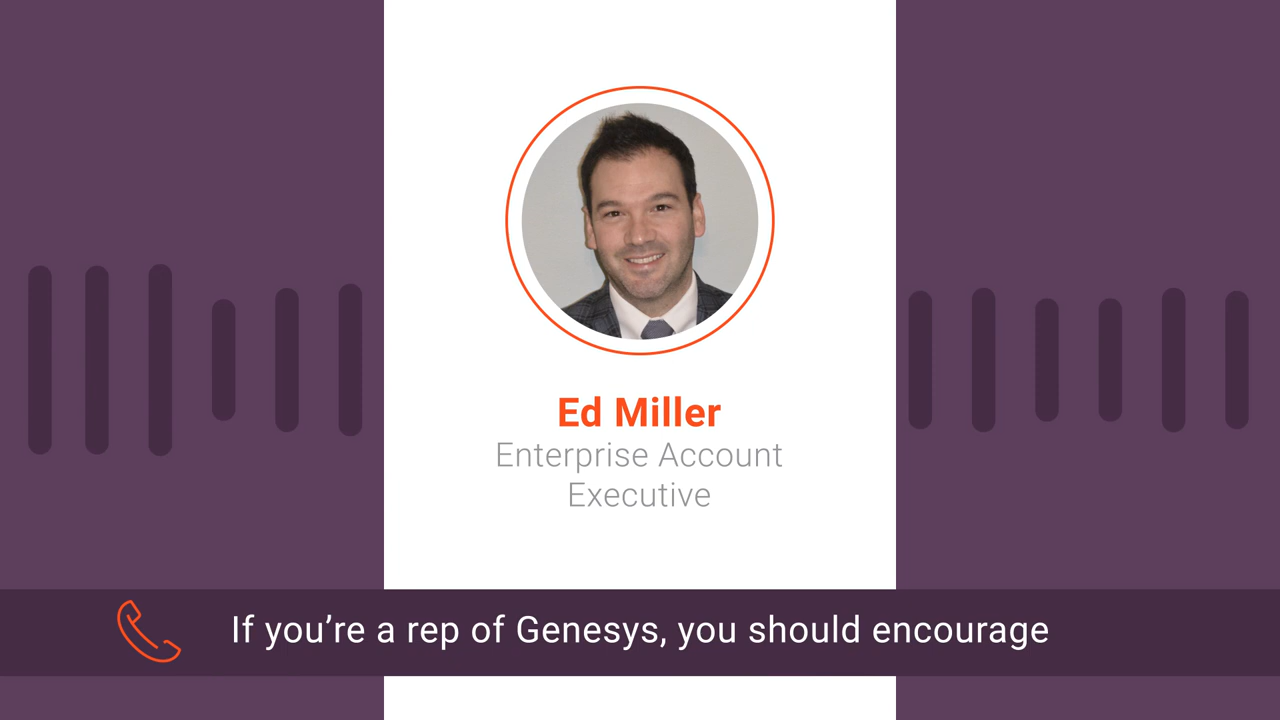 Ed Miller
Enterprise Account
Executive
If you’re a rep of Genesys, you should encourage